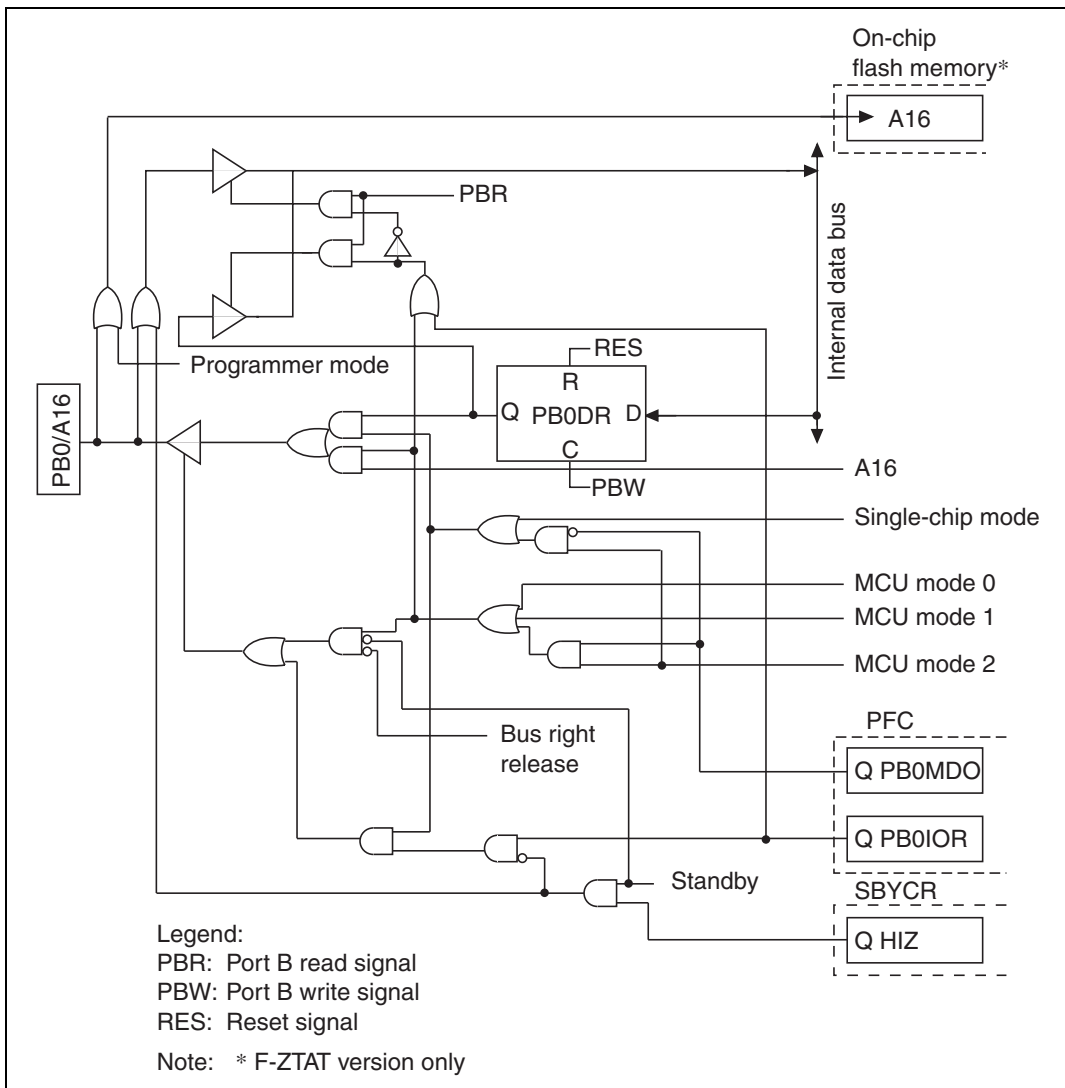 On-chip
flash memory*
A16
PBR
Internal data bus
Programmer mode
RES
R
Q PB0DR D
C
PBW
PB0/A16
A16
Single-chip mode
MCU mode 0
MCU mode 1
MCU mode 2
Bus right
release
PFC
Q PB0MDO
Q PB0IOR
Standby
SBYCR
Q HIZ
Legend:
PBR: Port B read signal
PBW: Port B write signal
RES: Reset signal
Note: * F-ZTAT version only